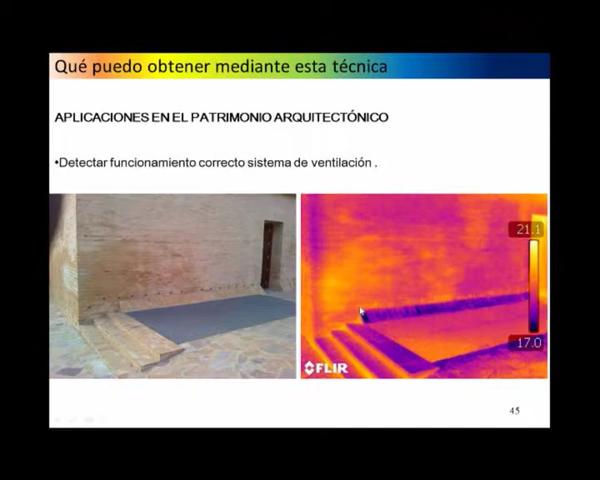 Qué puedo obtener mediante esta técnica
APLICACIONES EN EL PATRIMONIO ARQUITECTÓNICO
•Detectar funcionamiento correcto sistema de ventilación .
21.1
17.0
FLIR
45